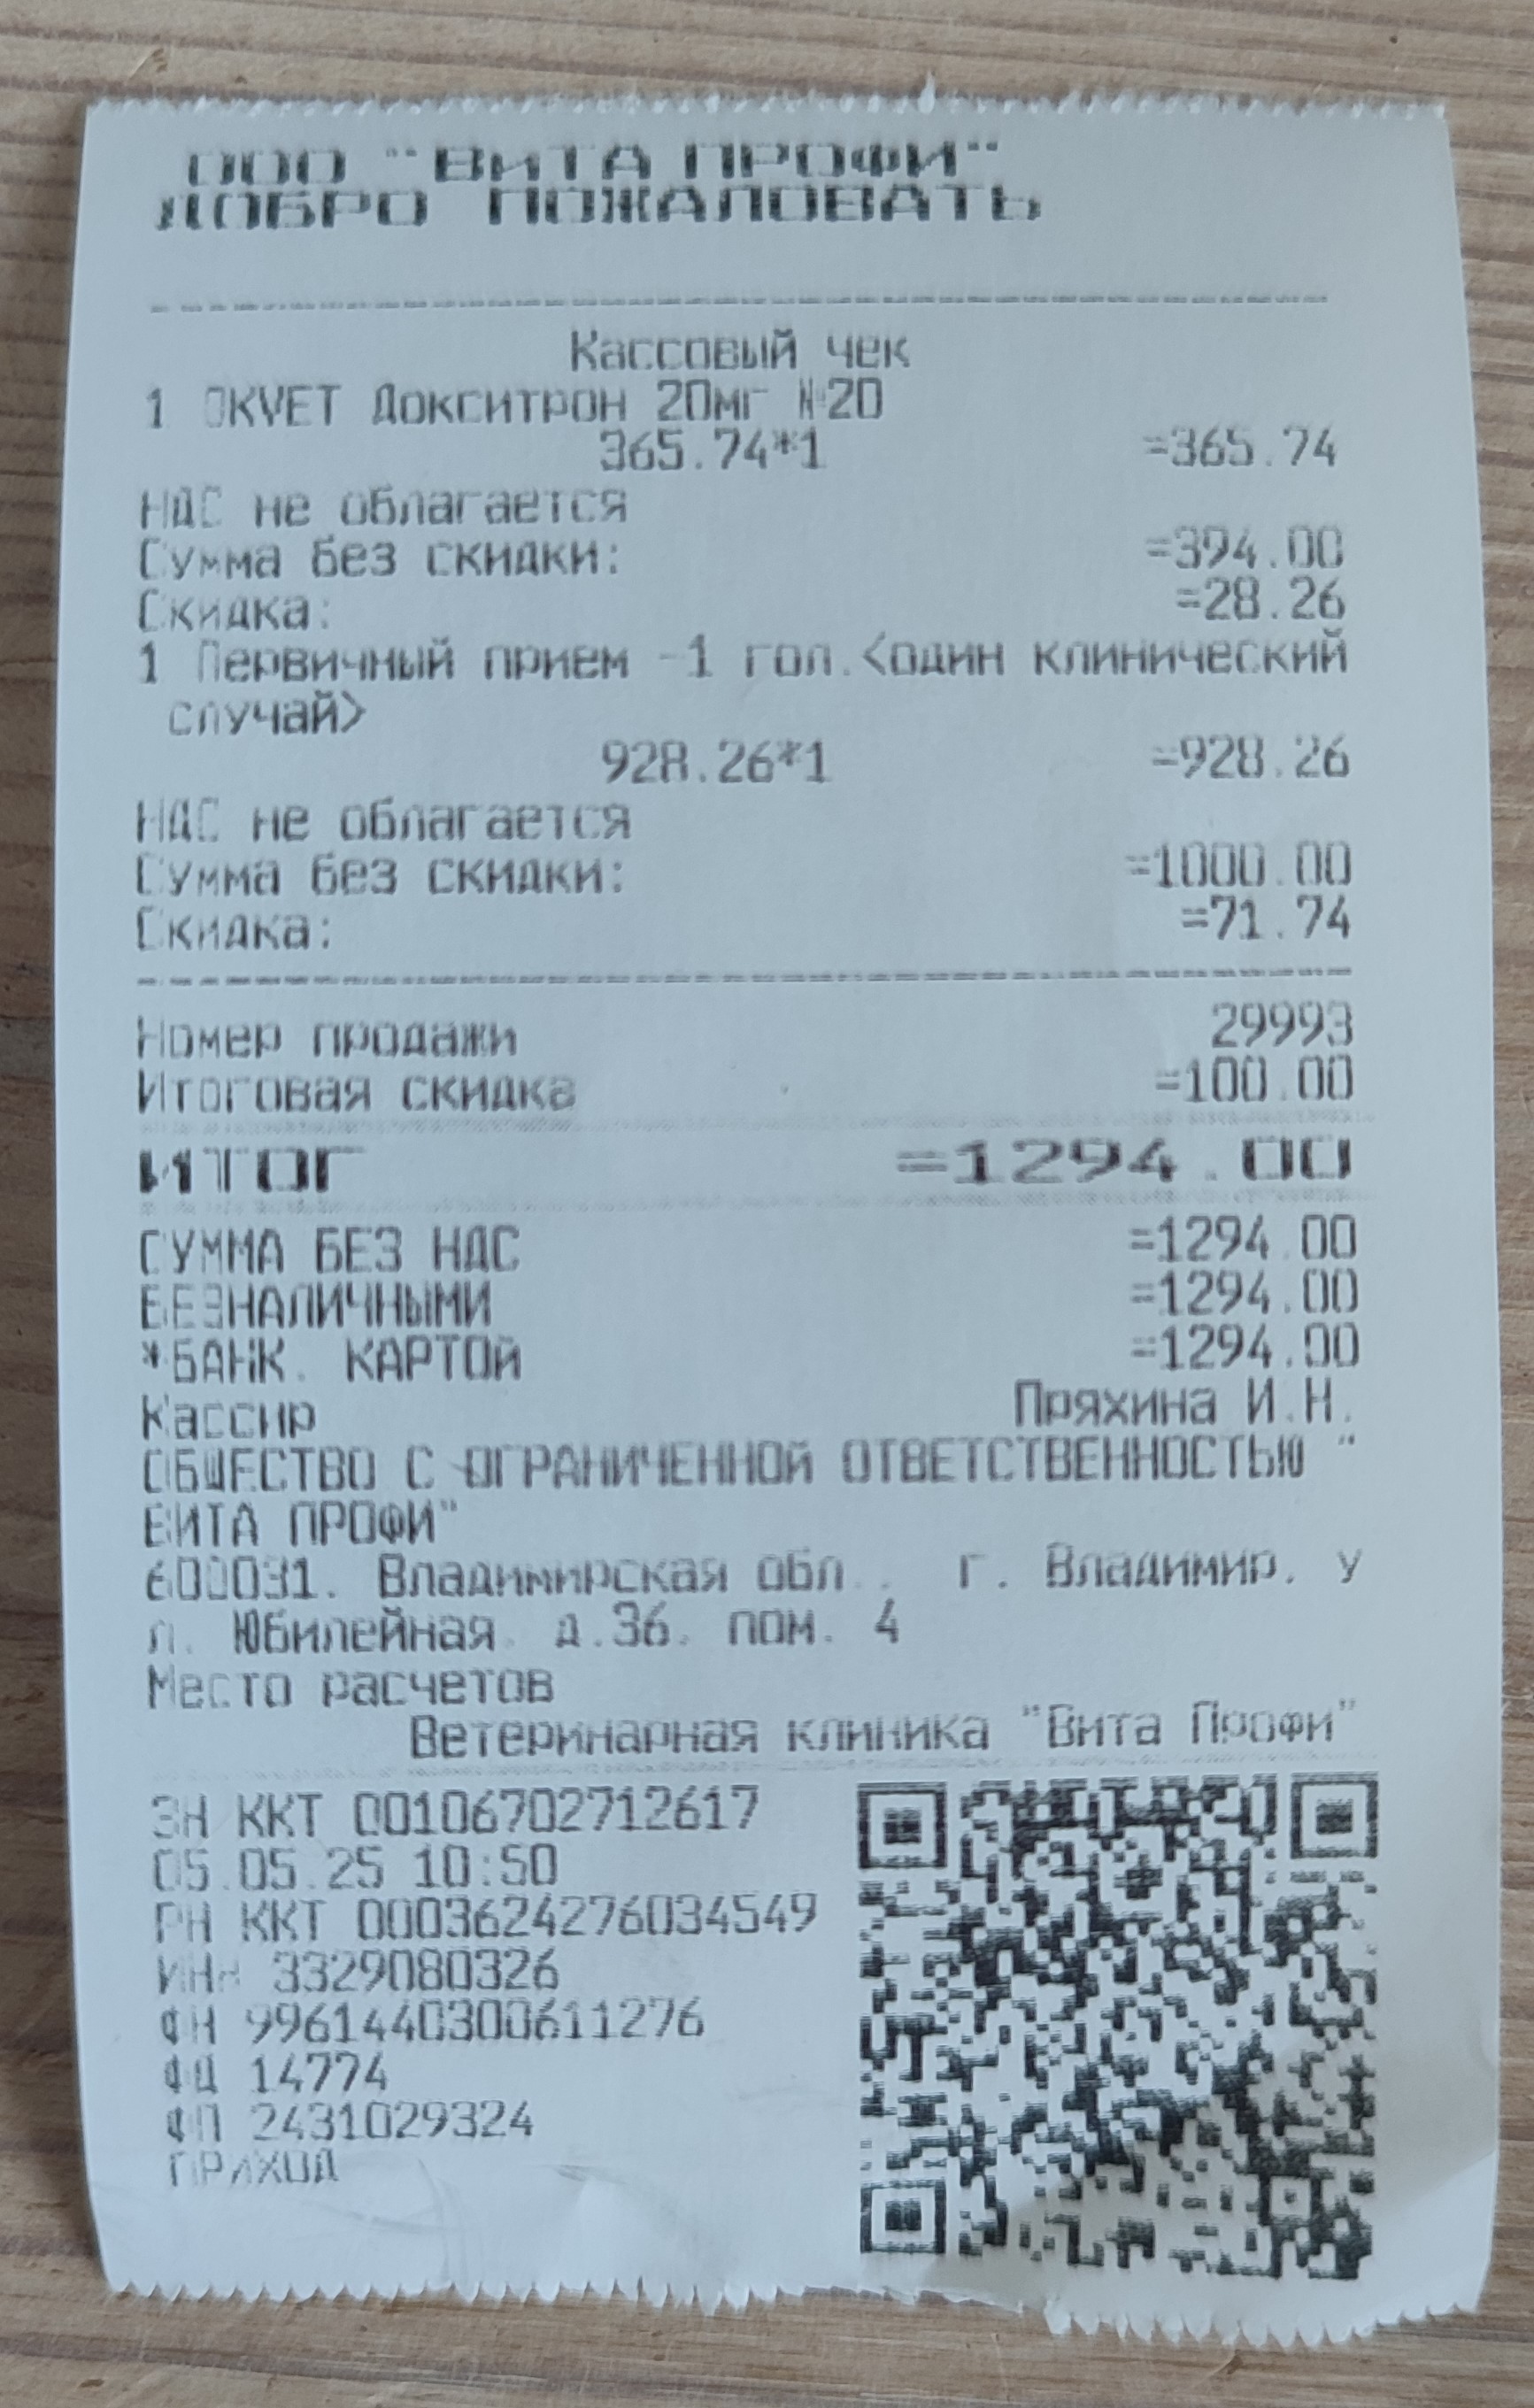 ООО "ВИТА ПРОФИ"
ДОБРО ПОЖАЛОВАТЬ
Кассовый чек
1 OKVET Докситрон 20мг №20
365.74*1 =365.74
НДС не облагается
Сумма без скидки: =394.00
Скидка: =28.26
1 Первичный прием -1 гол.<один клинический
случай>
928.26*1 =928.26
НДС не облагается
Сумма без скидки: =1000.00
Скидка: =71.74
Номер продажи 29993
Итоговая скидка =100.00
ИТОГ =1294.00
СУММА БЕЗ НДС =1294.00
БЕЗНАЛИЧНЫМИ =1294.00
*БАНК. КАРТОЙ =1294.00
Кассир Пряхина И.Н.
ОБЩЕСТВО С ОГРАНИЧЕННОЙ ОТВЕТСТВЕННОСТЬЮ "
ВИТА ПРОФИ"
600031, Владимирская обл., г. Владимир, у
л. Юбилейная, д.36, пом. 4
Место расчетов
Ветеринарная клиника "Вита Профи"
ЗН ККТ 00106702712617
05.05.25 10:50
РН ККТ 0003624276034549
ИНН 3329080326
ФН 9961440300611276
ФД 14774
ФП 2431029324
ПРИХОД